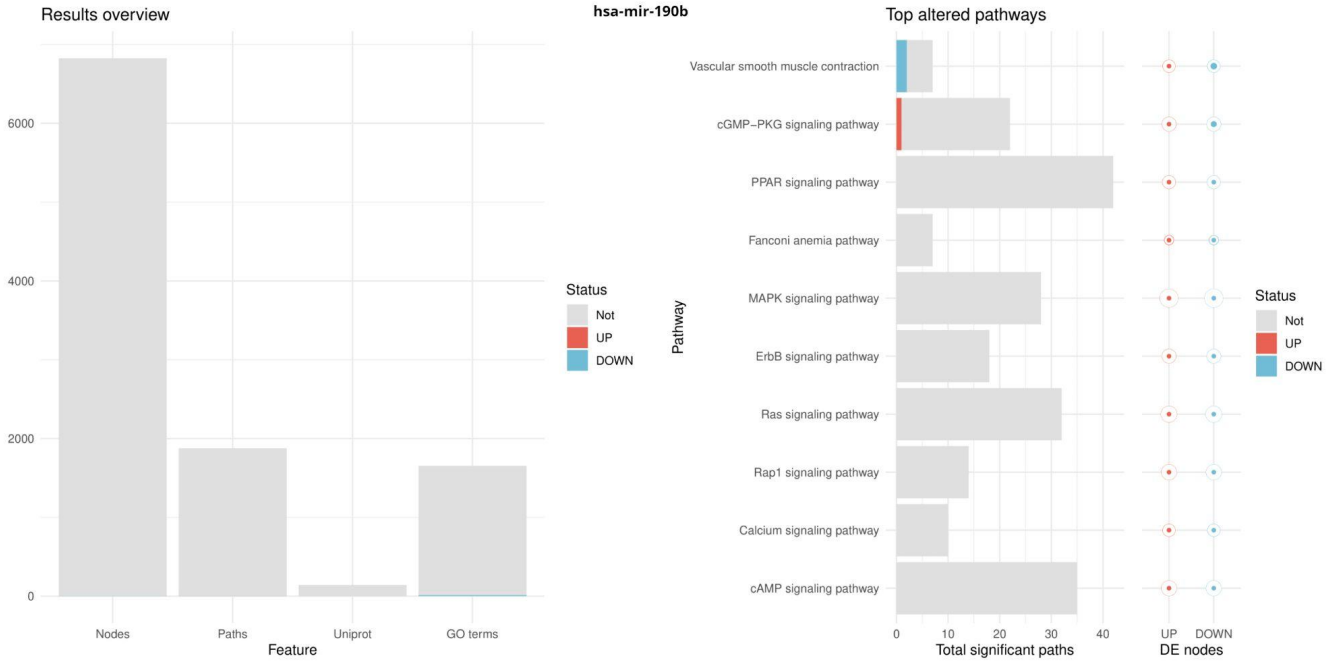 hsa-mir-190b
Results overview
6000
4000
2000
0
Nodes
Paths
Uniprot
GO terms
Feature
Status
Not
UP
DOWN
Top altered pathways
Pathway
Vascular smooth muscle contraction
cGMP−PKG signaling pathway
PPAR signaling pathway
Fanconi anemia pathway
MAPK signaling pathway
ErbB signaling pathway
Ras signaling pathway
Rap1 signaling pathway
Calcium signaling pathway
cAMP signaling pathway
0
10
20
30
40
Total significant paths
UP
DOWN
DE nodes
Status
Not
UP
DOWN